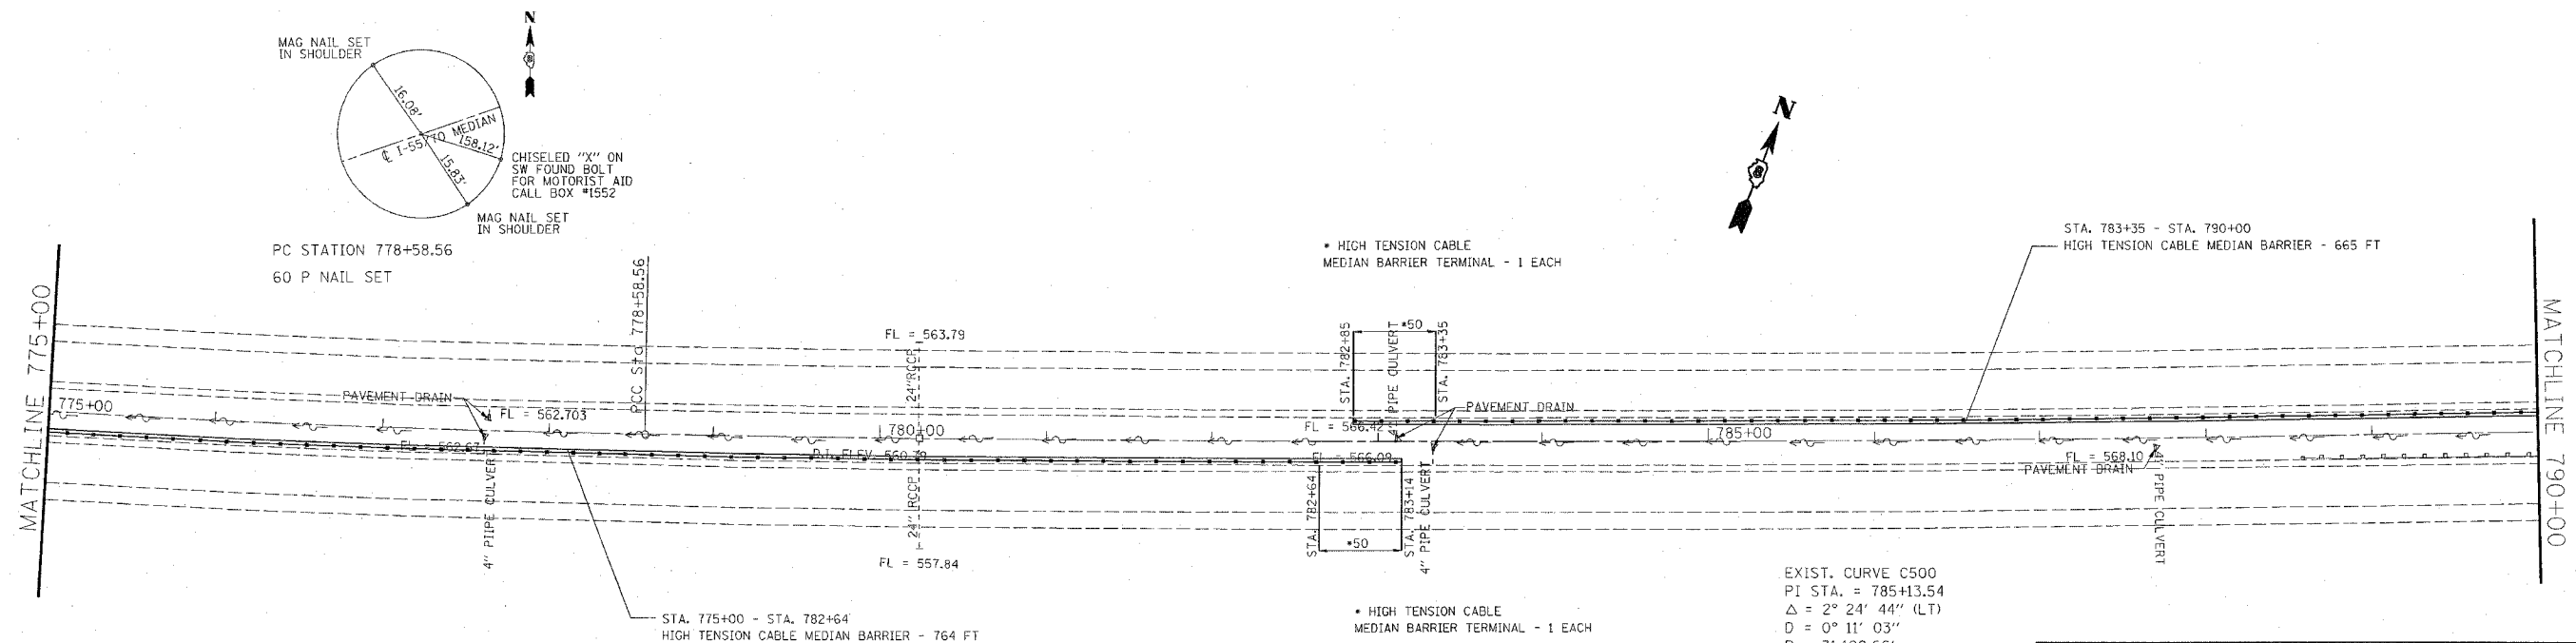 N
MAG NAIL SET
IN SHOULDER
16.08'
℄ I-55/70 MEDIAN
158.12'
15.83'
CHISELED "X" ON
SW FOUND BOLT
FOR MOTORIST AID
CALL BOX #1552
MAG NAIL SET
IN SHOULDER
PC STATION 778+58.56
60 P NAIL SET
N
* HIGH TENSION CABLE
MEDIAN BARRIER TERMINAL - 1 EACH
STA. 783+35 - STA. 790+00
HIGH TENSION CABLE MEDIAN BARRIER - 665 FT
MATCHLINE 775+00
PCC Sta 778+58.56
FL = 563.79
24" RCCP
STA. 782+85
*50
4" PIPE CULVERT
STA. 783+35
MATCHLINE 790+00
775+00
PAVEMENT DRAIN
FL = 562.703
780+00
FL = 566.42
PAVEMENT DRAIN
785+00
FL = 566.09
FL = 568.10
PAVEMENT DRAIN
4" PIPE CULVERT
24" RCCP
FL = 557.84
STA. 782+64
*50
STA. 783+14
4" PIPE CULVERT
PIPE CULVERT
STA. 775+00 - STA. 782+64
HIGH TENSION CABLE MEDIAN BARRIER - 764 FT
* HIGH TENSION CABLE
MEDIAN BARRIER TERMINAL - 1 EACH
EXIST. CURVE C500
PI STA. = 785+13.54
Δ = 2° 24' 44" (LT)
D = 0° 11' 03"